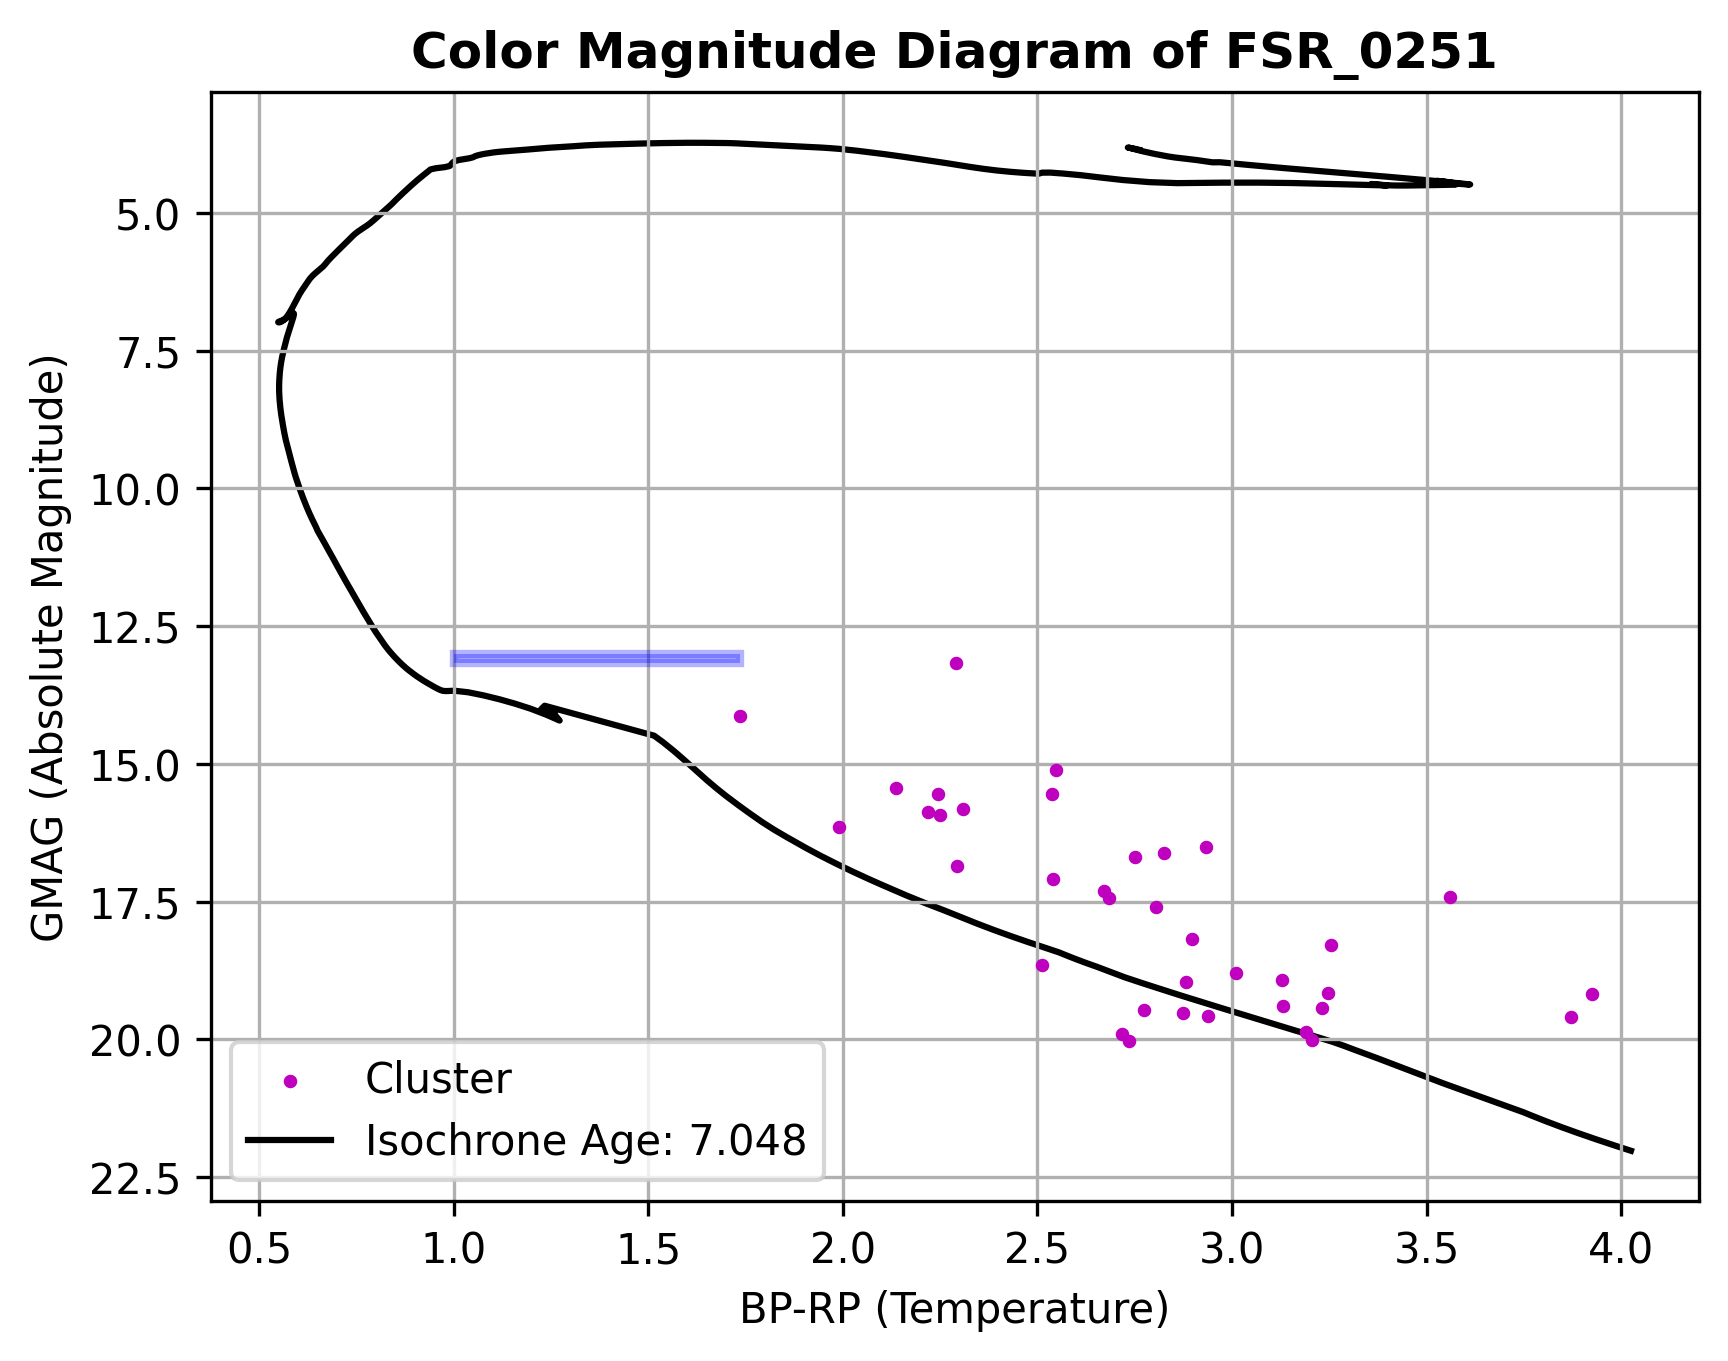 Color Magnitude Diagram of FSR_0251
GMAG (Absolute Magnitude)
5.0
7.5
10.0
12.5
15.0
17.5
20.0
22.5
Cluster
Isochrone Age: 7.048
0.5 1.0 1.5 2.0 2.5 3.0 3.5 4.0
BP-RP (Temperature)